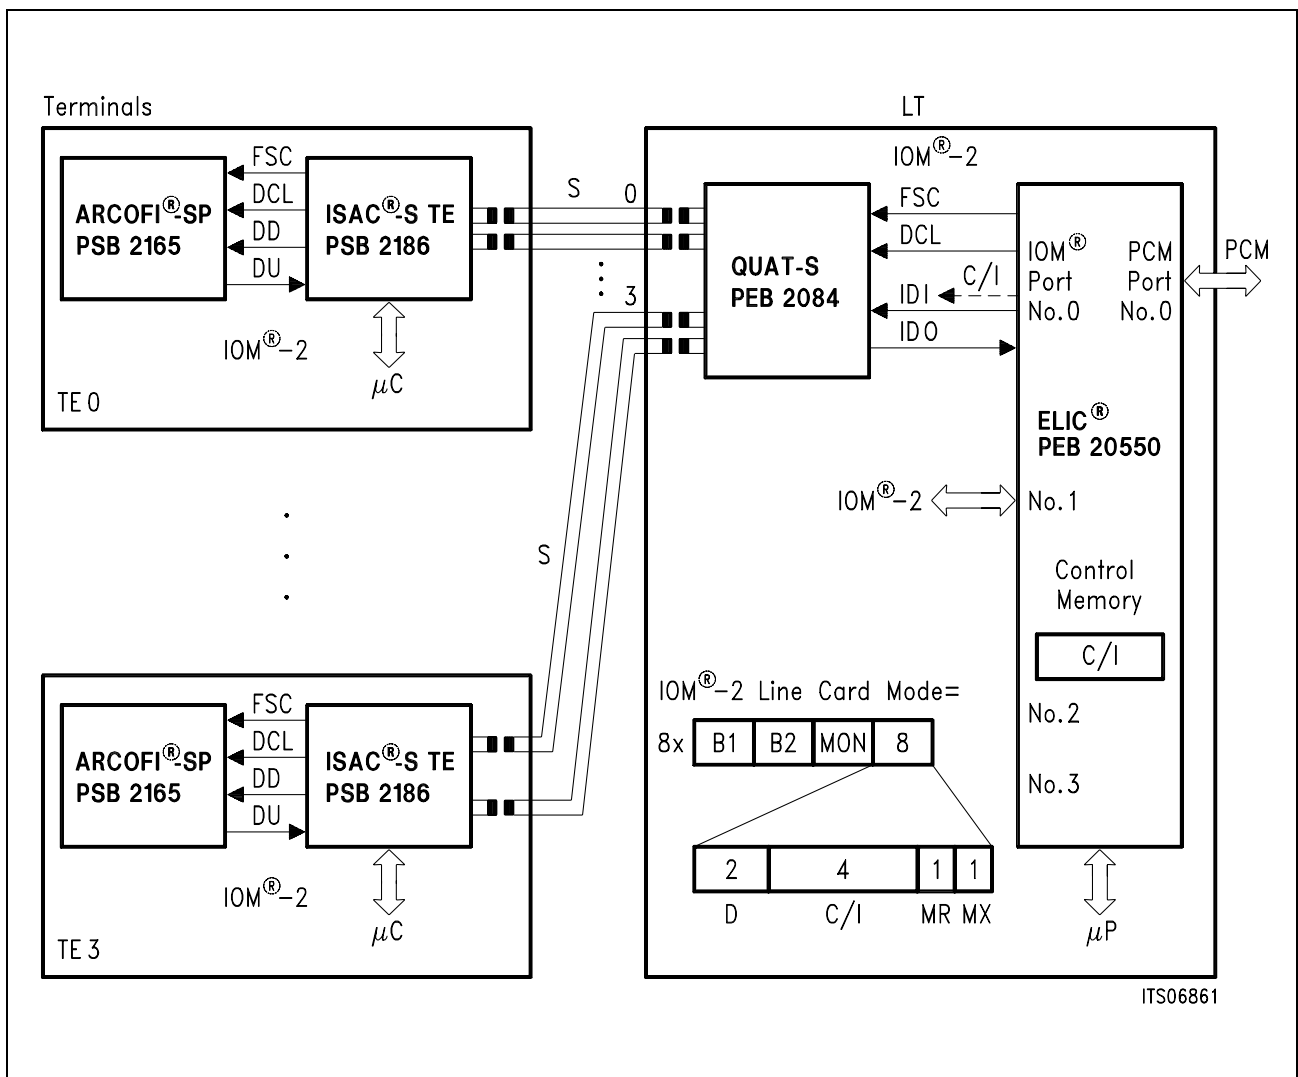 Terminals
LT
FSC
DCL
DD
DU
ARCOFI®-SP
PSB 2165
ISAC®-S TE
PSB 2186
IOM®-2
µC
TE 0
S
0
3
S
IOM®-2
QUAT-S
PEB 2084
FSC
DCL
C/I
IDI
IDO
IOM®
Port
No.0
PCM
Port
No.0
PCM
ELIC®
PEB 20550
IOM®-2
No.1
Control
Memory
C/I
No.2
No.3
µP
IOM®-2 Line Card Mode=
8x B1 B2 MON 8
2 4 1 1
D C/I MR MX
FSC
DCL
DD
DU
ARCOFI®-SP
PSB 2165
ISAC®-S TE
PSB 2186
IOM®-2
µC
TE 3
ITS06861